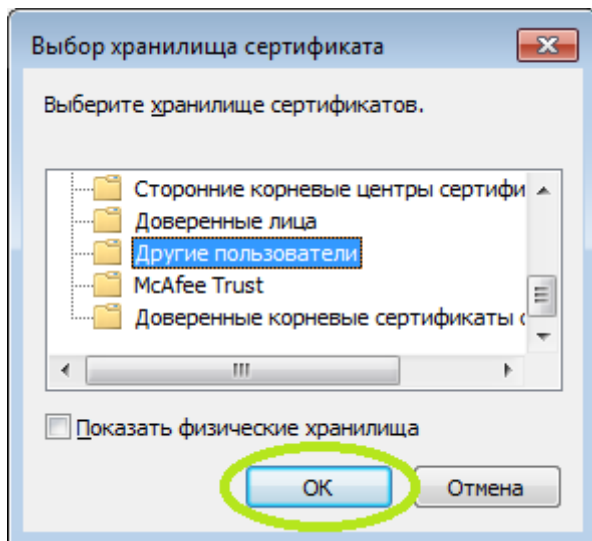 Выбор хранилища сертификата
Выберите хранилище сертификатов.
Сторонние корневые центры сертифи
Доверенные лица
Другие пользователи
McAfee Trust
Доверенные корневые сертификаты
Показать физические хранилища
ОК
Отмена